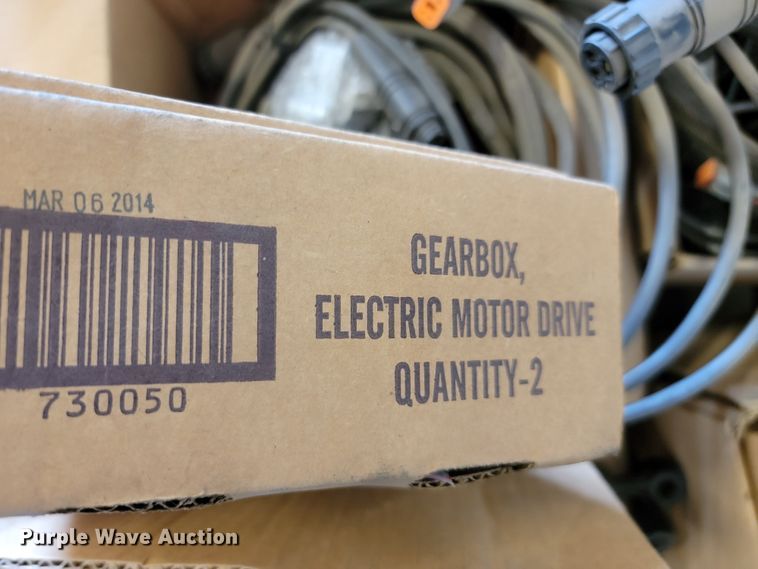 MAR 06 2014
730050
GEARBOX,
ELECTRIC MOTOR DRIVE
QUANTITY-2
Purple Wave Auction